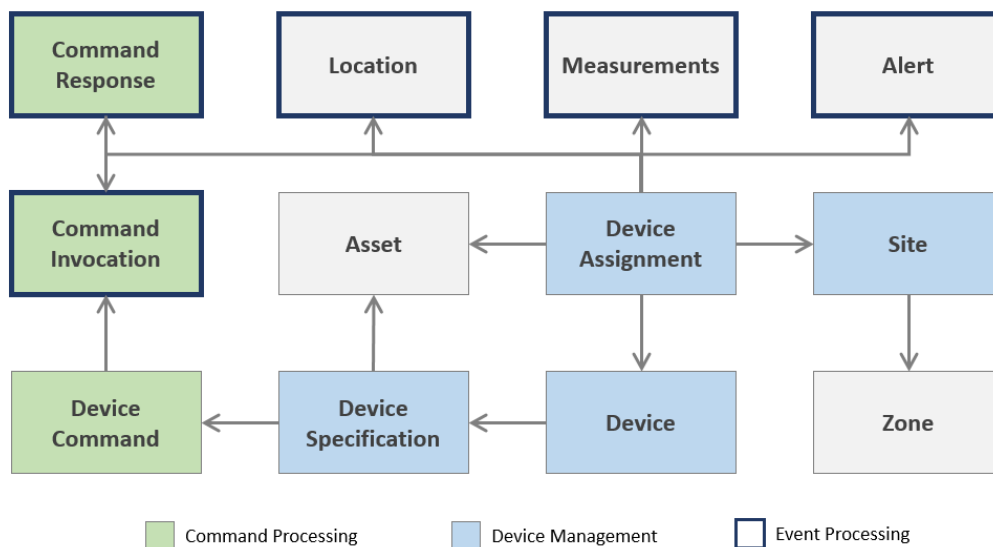 Command
Response
Location
Measurements
Alert
Command
Invocation
Asset
Device
Assignment
Site
Device
Command
Device
Specification
Device
Zone
Command Processing
Device Management
Event Processing